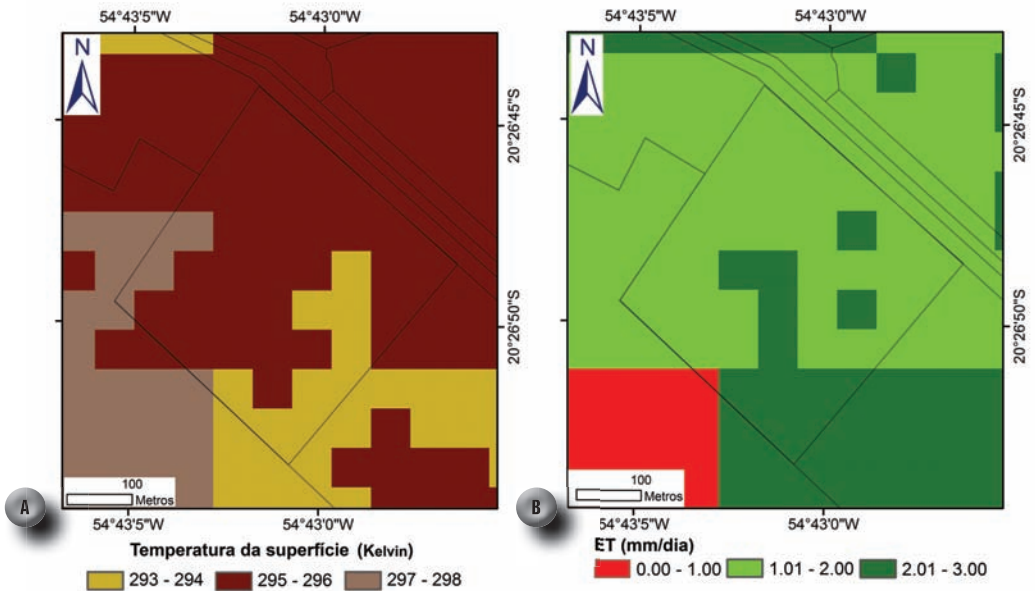 54°43'5"W
54°43'0"W
N
20°26'45"S
20°26'50"S
100
Metros
A
54°43'5"W
54°43'0"W
Temperatura da superfície (Kelvin)
293 - 294
295 - 296
297 - 298
54°43'5"W
54°43'0"W
N
20°26'45"S
20°26'50"S
100
Metros
B
54°43'5"W
54°43'0"W
ET (mm/dia)
0.00 - 1.00
1.01 - 2.00
2.01 - 3.00